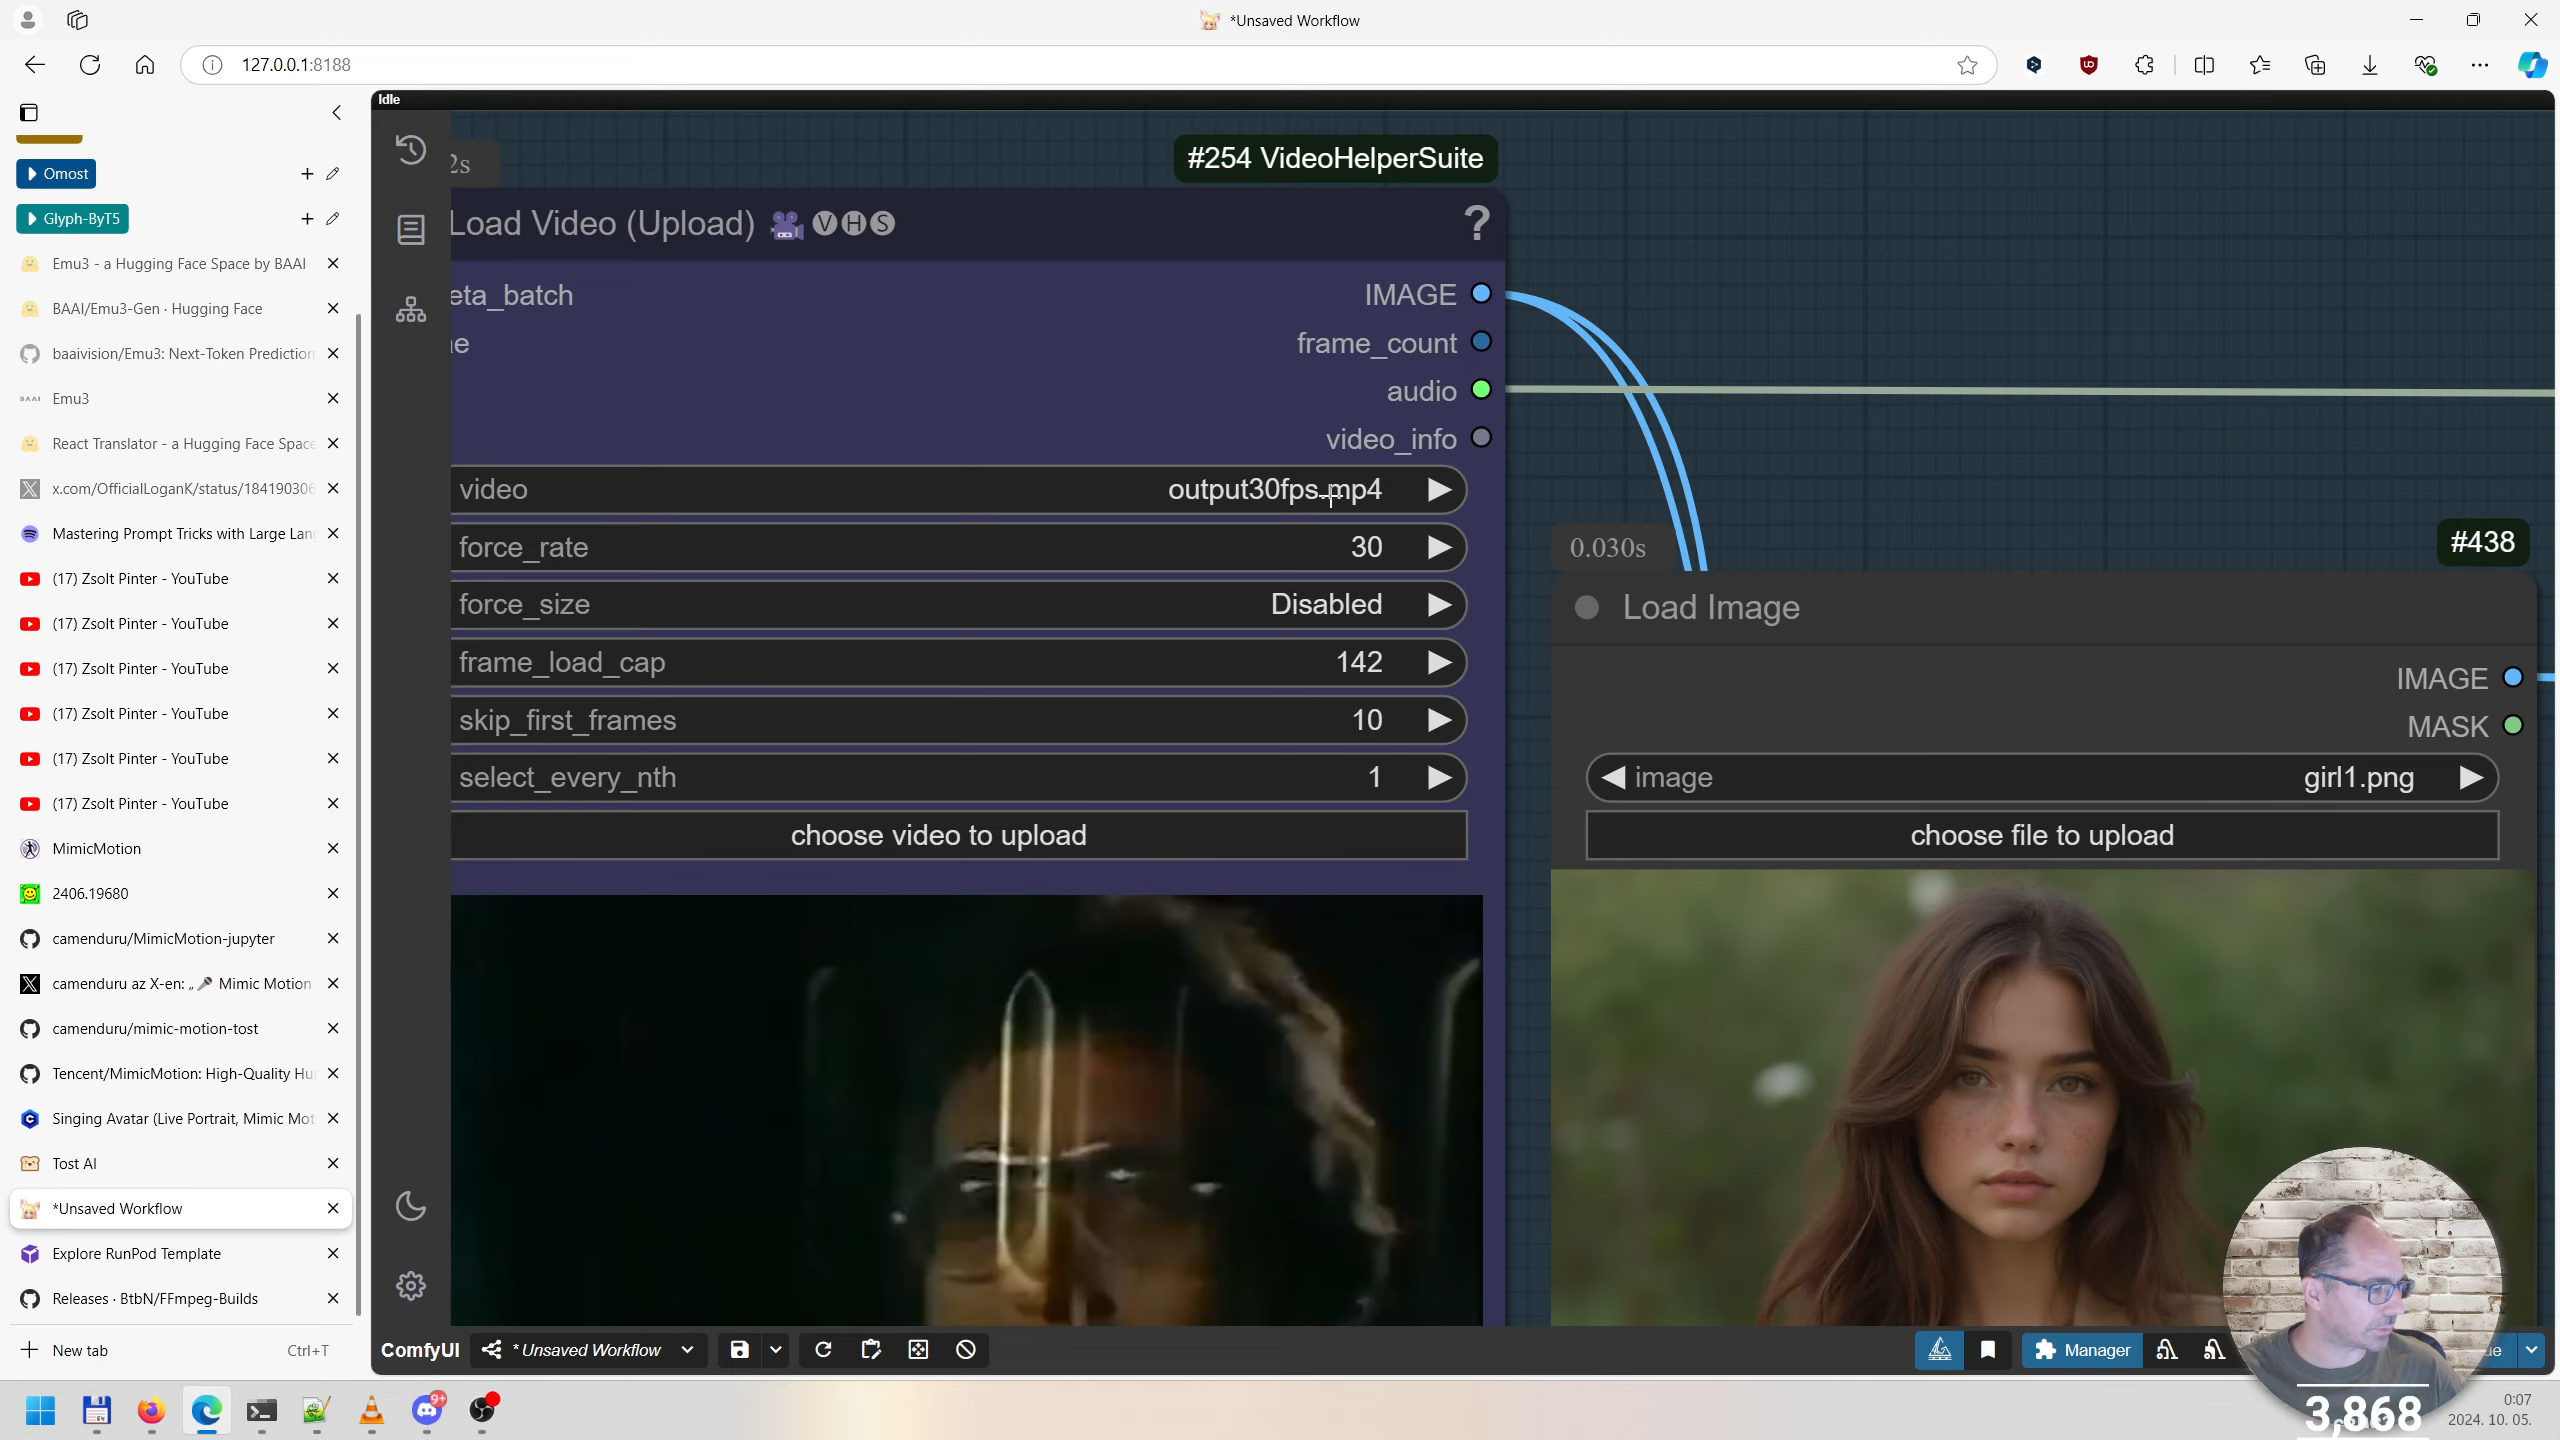 *Unsaved Workflow
127.0.0.1:8188
Idle
Omost
Glyph-ByT5
Emu3 - a Hugging Face Space by BAAI
BAAI/Emu3-Gen · Hugging Face
baaivision/Emu3: Next-Token Prediction
Emu3
React Translator - a Hugging Face Space
x.com/OfficialLoganK/status/184190306
Mastering Prompt Tricks with Large Lan
(17) Zsolt Pinter - YouTube
(17) Zsolt Pinter - YouTube
(17) Zsolt Pinter - YouTube
(17) Zsolt Pinter - YouTube
(17) Zsolt Pinter - YouTube
(17) Zsolt Pinter - YouTube
MimicMotion
2406.19680
camenduru/MimicMotion-jupyter
camenduru az X-en: „🎤 Mimic Motion
camenduru/mimic-motion-tost
Tencent/MimicMotion: High-Quality Hu
Singing Avatar (Live Portrait, Mimic Mot
Tost AI
*Unsaved Workflow
Explore RunPod Template
Releases · BtbN/FFmpeg-Builds
New tab Ctrl+T
2s
#254 VideoHelperSuite
Load Video (Upload) 🎥🅥🅗🅢 ?
eta_batch IMAGE
ae frame_count
audio
video_info
video output30fps.mp4
force_rate 30
force_size Disabled
frame_load_cap 142
skip_first_frames 10
select_every_nth 1
choose video to upload
0.030s #438
Load Image
IMAGE
MASK
image girl1.png
choose file to upload
ComfyUI *Unsaved Workflow Manager ue
9+
3,868
0:07
2024. 10. 05.